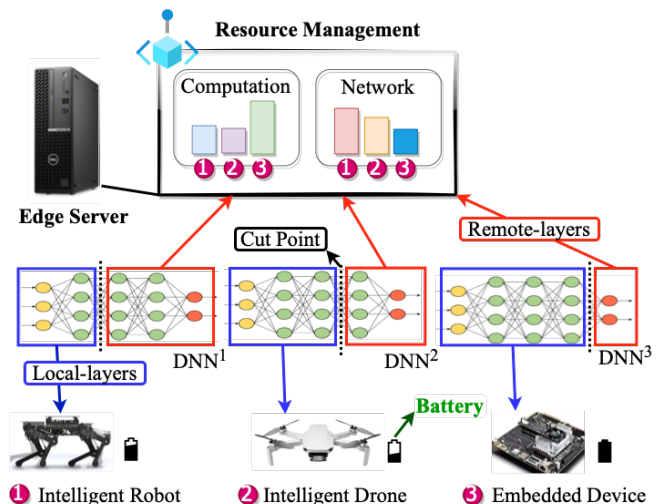 Resource Management
Computation
Network
1 2 3
1 2 3
Edge Server
Cut Point
Remote-layers
DNN1
DNN2
DNN3
Local-layers
Battery
1 Intelligent Robot
2 Intelligent Drone
3 Embedded Device